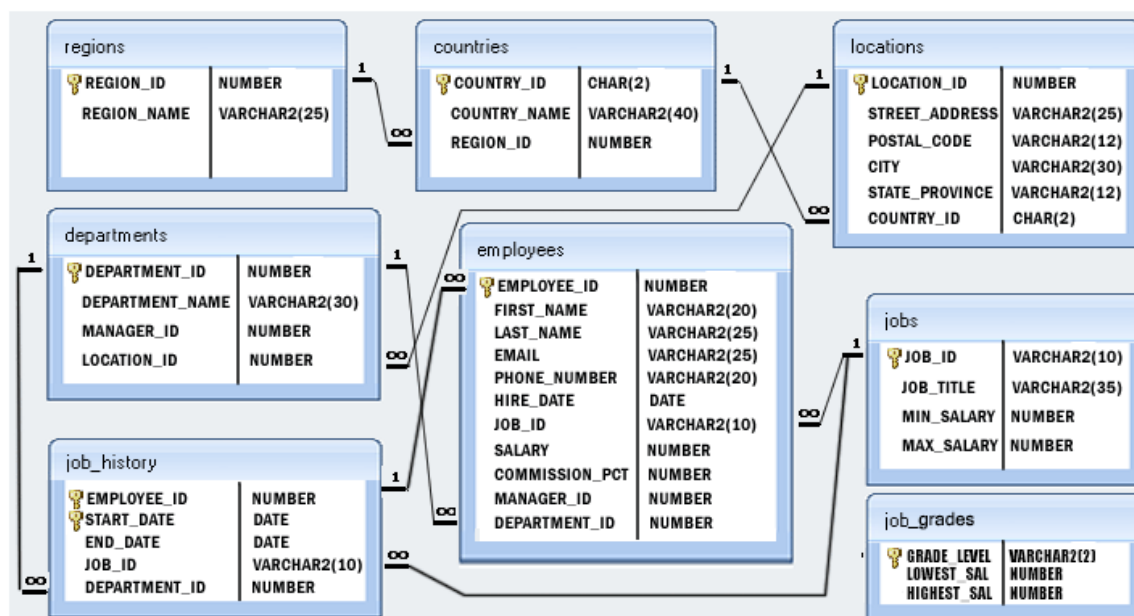 regions
REGION_ID NUMBER
REGION_NAME VARCHAR2(25)
1
∞
countries
COUNTRY_ID CHAR(2)
COUNTRY_NAME VARCHAR2(40)
REGION_ID NUMBER
1
∞
locations
1
LOCATION_ID NUMBER
STREET_ADDRESS VARCHAR2(25)
POSTAL_CODE VARCHAR2(12)
CITY VARCHAR2(30)
STATE_PROVINCE VARCHAR2(12)
COUNTRY_ID CHAR(2)
departments
1
1
DEPARTMENT_ID NUMBER
DEPARTMENT_NAME VARCHAR2(30)
MANAGER_ID NUMBER
LOCATION_ID NUMBER
∞
employees
∞
EMPLOYEE_ID NUMBER
FIRST_NAME VARCHAR2(20)
LAST_NAME VARCHAR2(25)
EMAIL VARCHAR2(25)
PHONE_NUMBER VARCHAR2(20)
HIRE_DATE DATE
JOB_ID VARCHAR2(10)
SALARY NUMBER
COMMISSION_PCT NUMBER
MANAGER_ID NUMBER
DEPARTMENT_ID NUMBER
∞
∞
jobs
1
JOB_ID VARCHAR2(10)
JOB_TITLE VARCHAR2(35)
MIN_SALARY NUMBER
MAX_SALARY NUMBER
job_history
1
EMPLOYEE_ID NUMBER
START_DATE DATE
END_DATE DATE
JOB_ID VARCHAR2(10)
DEPARTMENT_ID NUMBER
∞
∞
job_grades
GRADE_LEVEL VARCHAR2(2)
LOWEST_SAL NUMBER
HIGHEST_SAL NUMBER